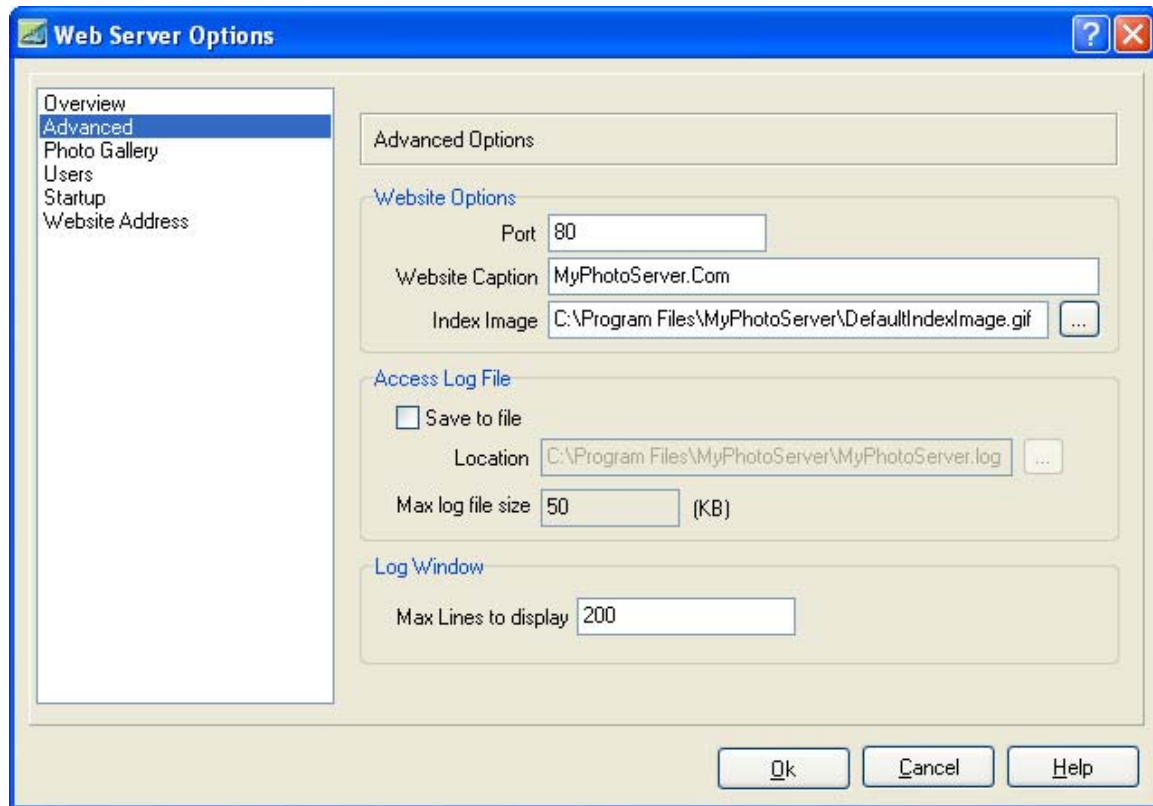 Web Server Options
Overview
Advanced
Photo Gallery
Users
Startup
Website Address
Advanced Options
Website Options
Port 80
Website Caption MyPhotoServer.Com
Index Image C:\Program Files\MyPhotoServer\DefaultIndexImage.gif ...
Access Log File
Save to file
Location C:\Program Files\MyPhotoServer\MyPhotoServer.log ...
Max log file size 50 (KB)
Log Window
Max Lines to display 200
Ok Cancel Help